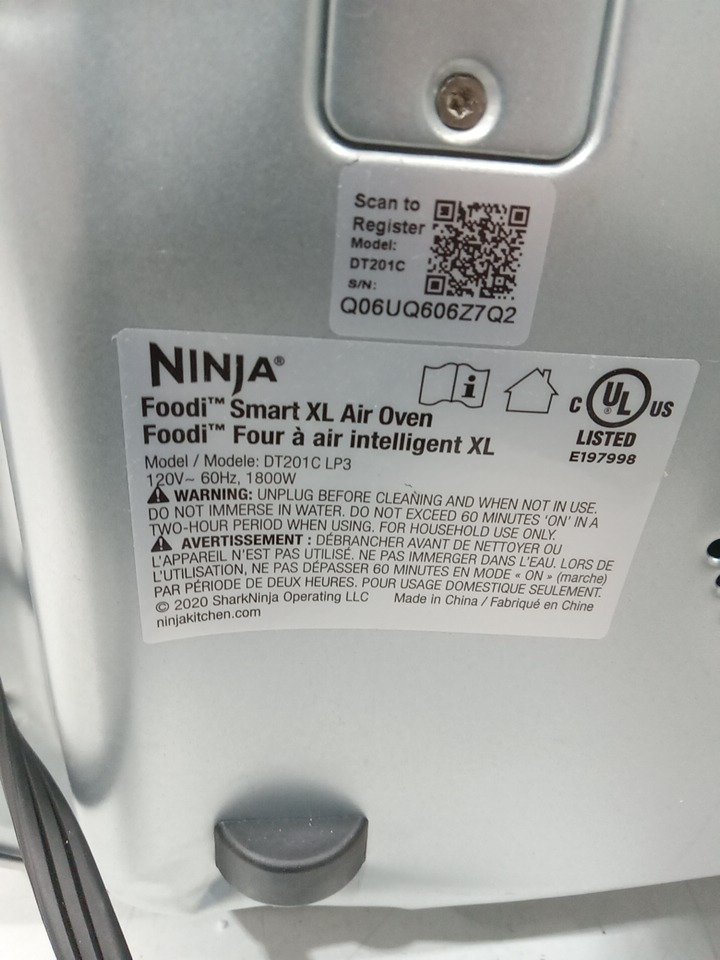 Scan to
Register
Model:
DT201C
S/N:
Q06UQ606Z7Q2
NINJA®
Foodi™ Smart XL Air Oven
Foodi™ Four à air intelligent XL
Model / Modele: DT201C LP3
120V~ 60Hz, 1800W
C UL US
LISTED
E197998
WARNING: UNPLUG BEFORE CLEANING AND WHEN NOT IN USE.
DO NOT IMMERSE IN WATER. DO NOT EXCEED 60 MINUTES 'ON' IN A
TWO-HOUR PERIOD WHEN USING. FOR HOUSEHOLD USE ONLY.
AVERTISSEMENT : DÉBRANCHER AVANT DE NETTOYER OU
L'APPAREIL N'EST PAS UTILISÉ. NE PAS IMMERGER DANS L'EAU. LORS DE
L'UTILISATION, NE PAS DÉPASSER 60 MINUTES EN MODE « ON » (marche)
PAR PÉRIODE DE DEUX HEURES. POUR USAGE DOMESTIQUE SEULEMENT.
© 2020 SharkNinja Operating LLC Made in China / Fabriqué en Chine
ninjakitchen.com